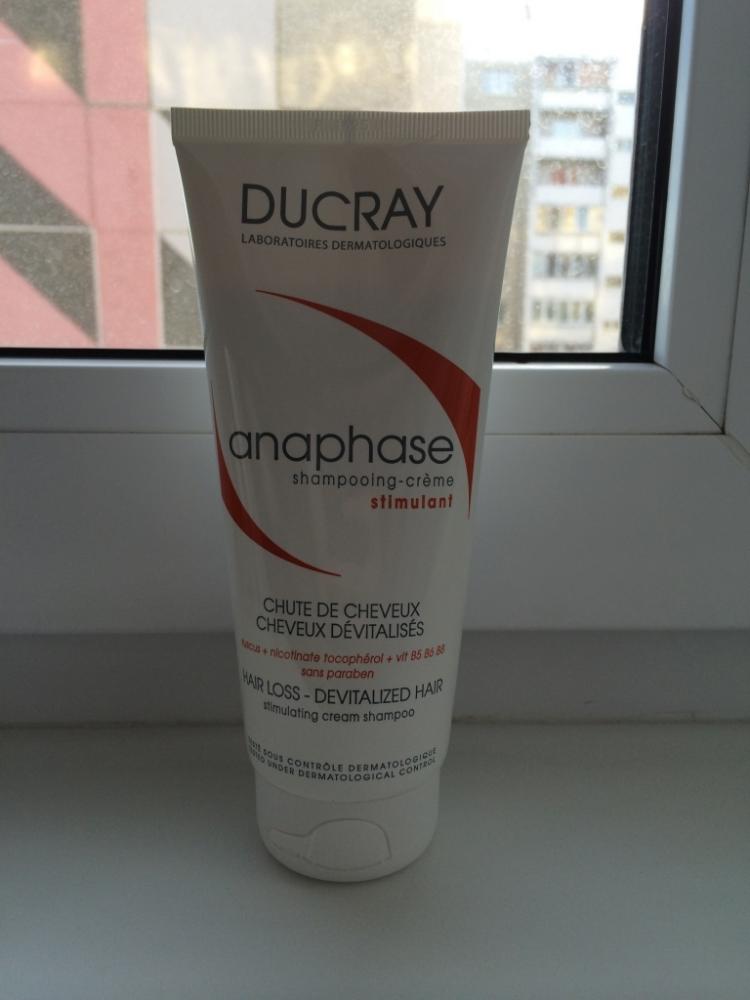 DUCRAY
LABORATOIRES DERMATOLOGIQUES
anaphase
shampooing-crème
stimulant
CHUTE DE CHEVEUX
CHEVEUX DÉVITALISÉS
+ nicotinate tocophérol + vit B5 B6 B8
sans paraben
HAIR LOSS - DEVITALIZED HAIR
stimulating cream shampoo
SOUS CONTRÔLE DERMATOLOGIQUE
UNDER DERMATOLOGICAL CONTROL